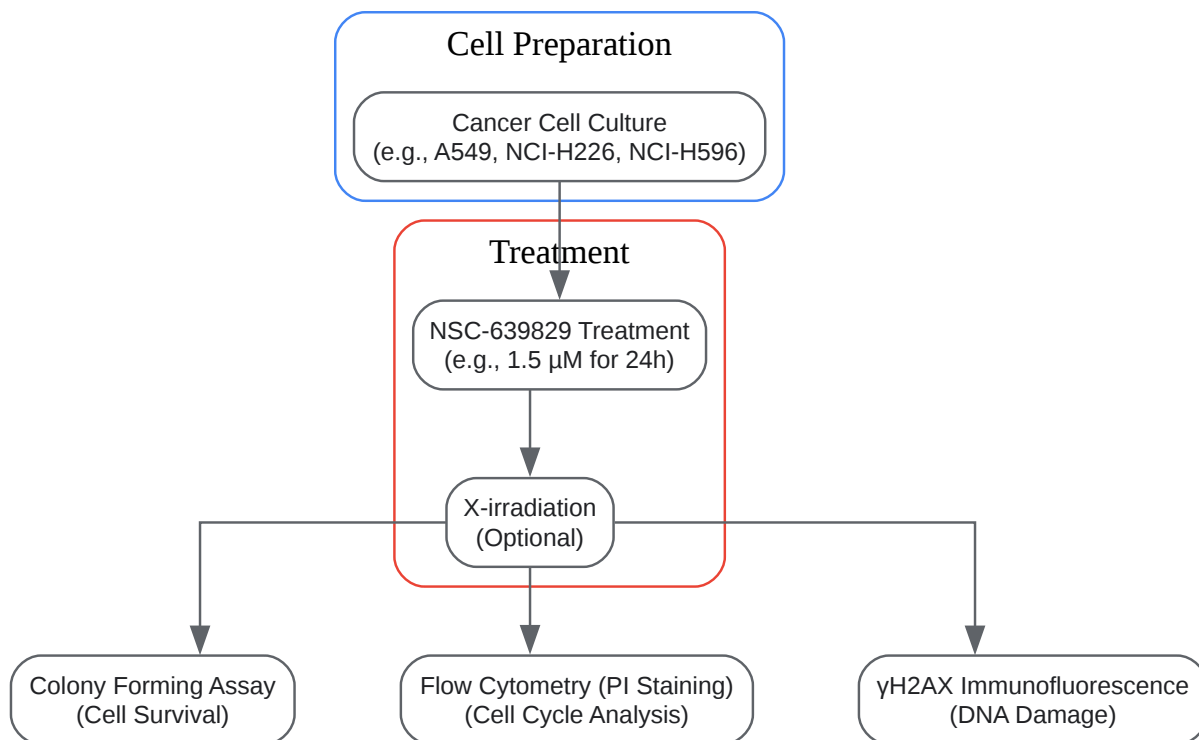 Cell Preparation
Cancer Cell Culture
(e.g., A549, NCI-H226, NCI-H596)
Treatment
NSC-639829 Treatment
(e.g., 1.5 µM for 24h)
X-irradiation
(Optional)
Colony Forming Assay
(Cell Survival)
Flow Cytometry (PI Staining)
(Cell Cycle Analysis)
γH2AX Immunofluorescence
(DNA Damage)